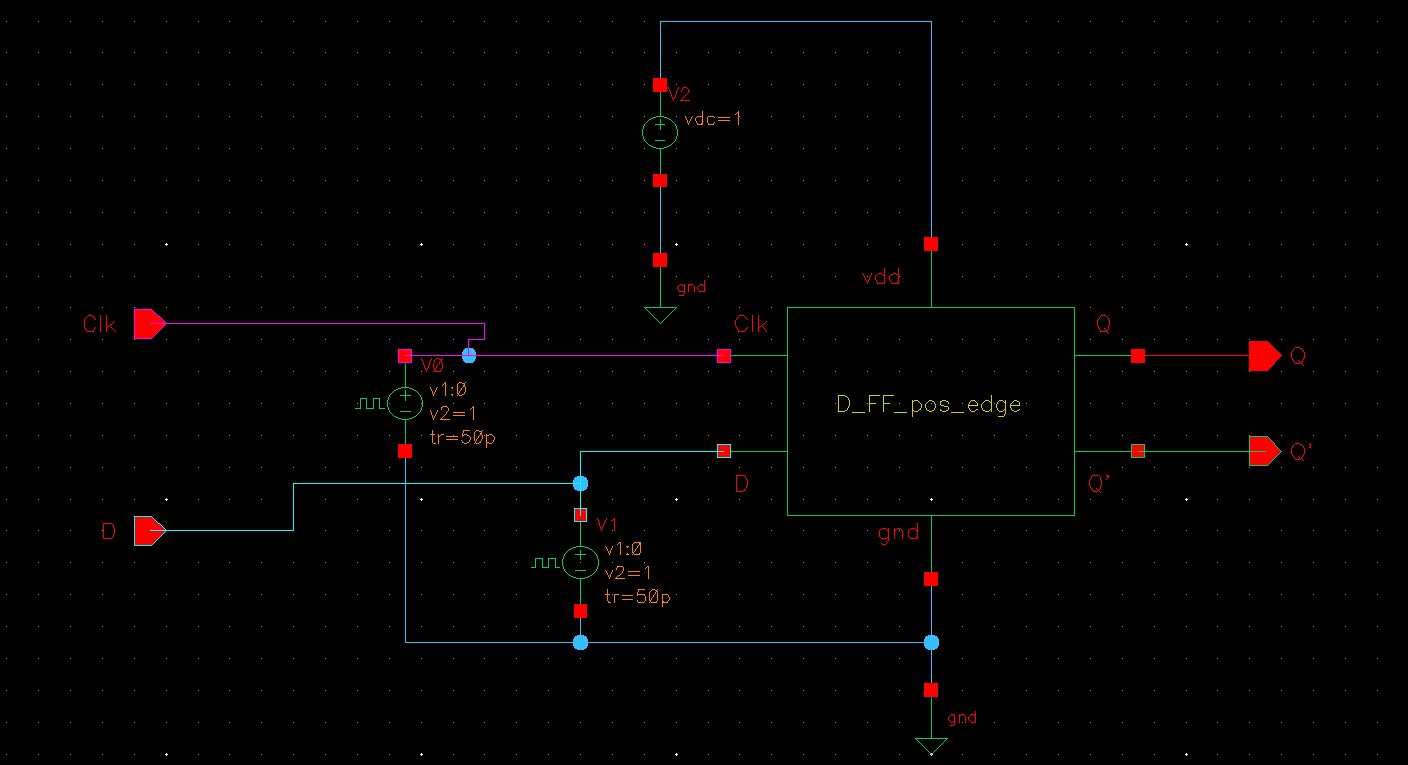 V2
vdc=1
gnd
vdd
Clk
Clk
Q
Q
V0
v1:0
v2=1
tr=50p
D_FF_pos_edge
D
D
Q'
Q'
V1
v1:0
v2=1
tr=50p
gnd
gnd